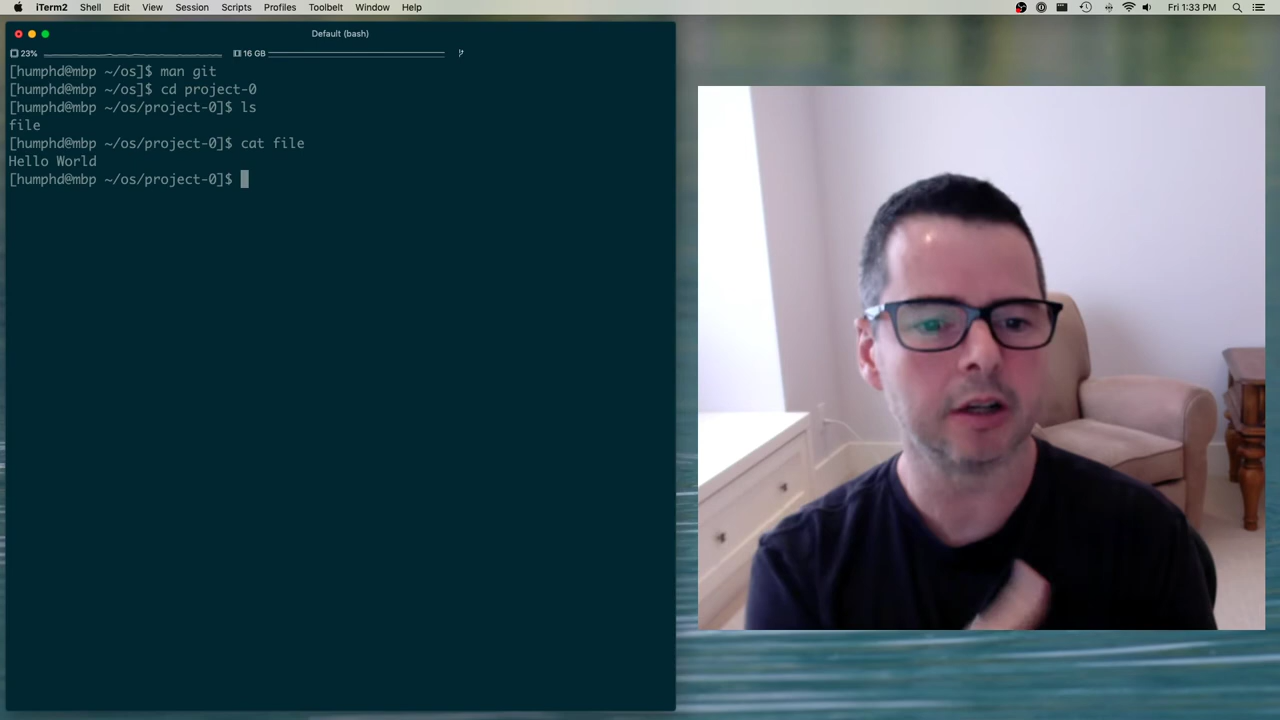 iTerm2 Shell Edit View Session Scripts Profiles Toolbelt Window Help Fri 1:33 PM
Default (bash)
23% 16 GB
[humphd@mbp ~/os]$ man git
[humphd@mbp ~/os]$ cd project-0
[humphd@mbp ~/os/project-0]$ ls
file
[humphd@mbp ~/os/project-0]$ cat file
Hello World
[humphd@mbp ~/os/project-0]$